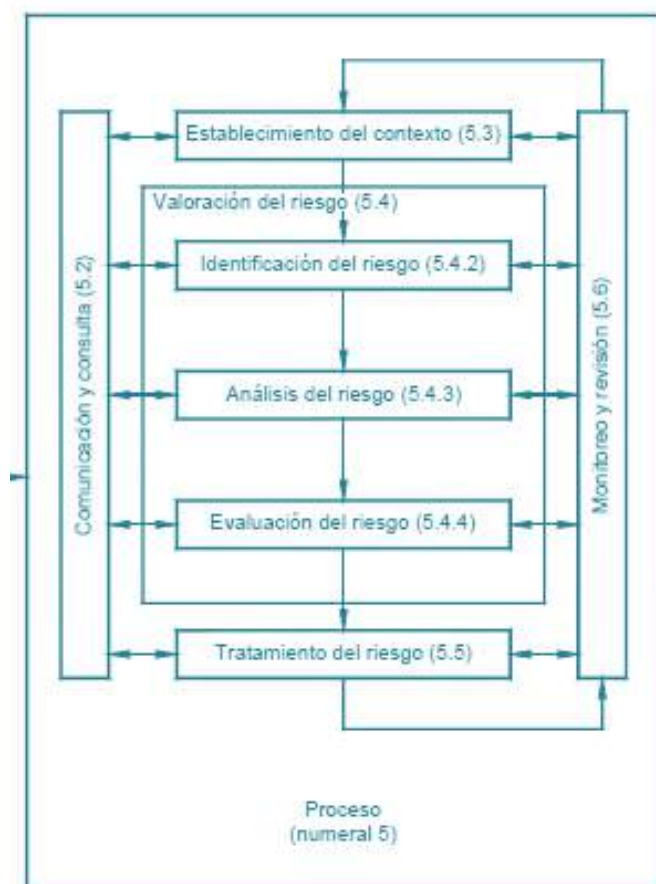 Establecimiento del contexto (5.3)
Valoración del riesgo (5.4)
Identificación del riesgo (5.4.2)
Análisis del riesgo (5.4.3)
Evaluación del riesgo (5.4.4)
Tratamiento del riesgo (5.5)
Comunicación y consulta (5.2)
Monitoreo y revisión (5.6)
Proceso
(numeral 5)